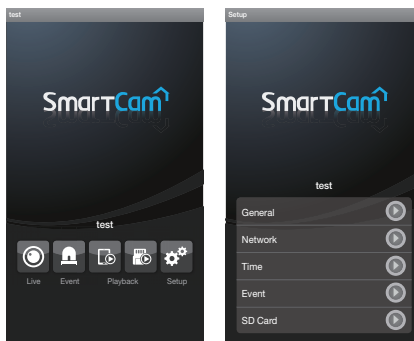 test
SmartCam
test
Live Event Playback Setup
Setup
SmartCam
test
General
Network
Time
Event
SD Card